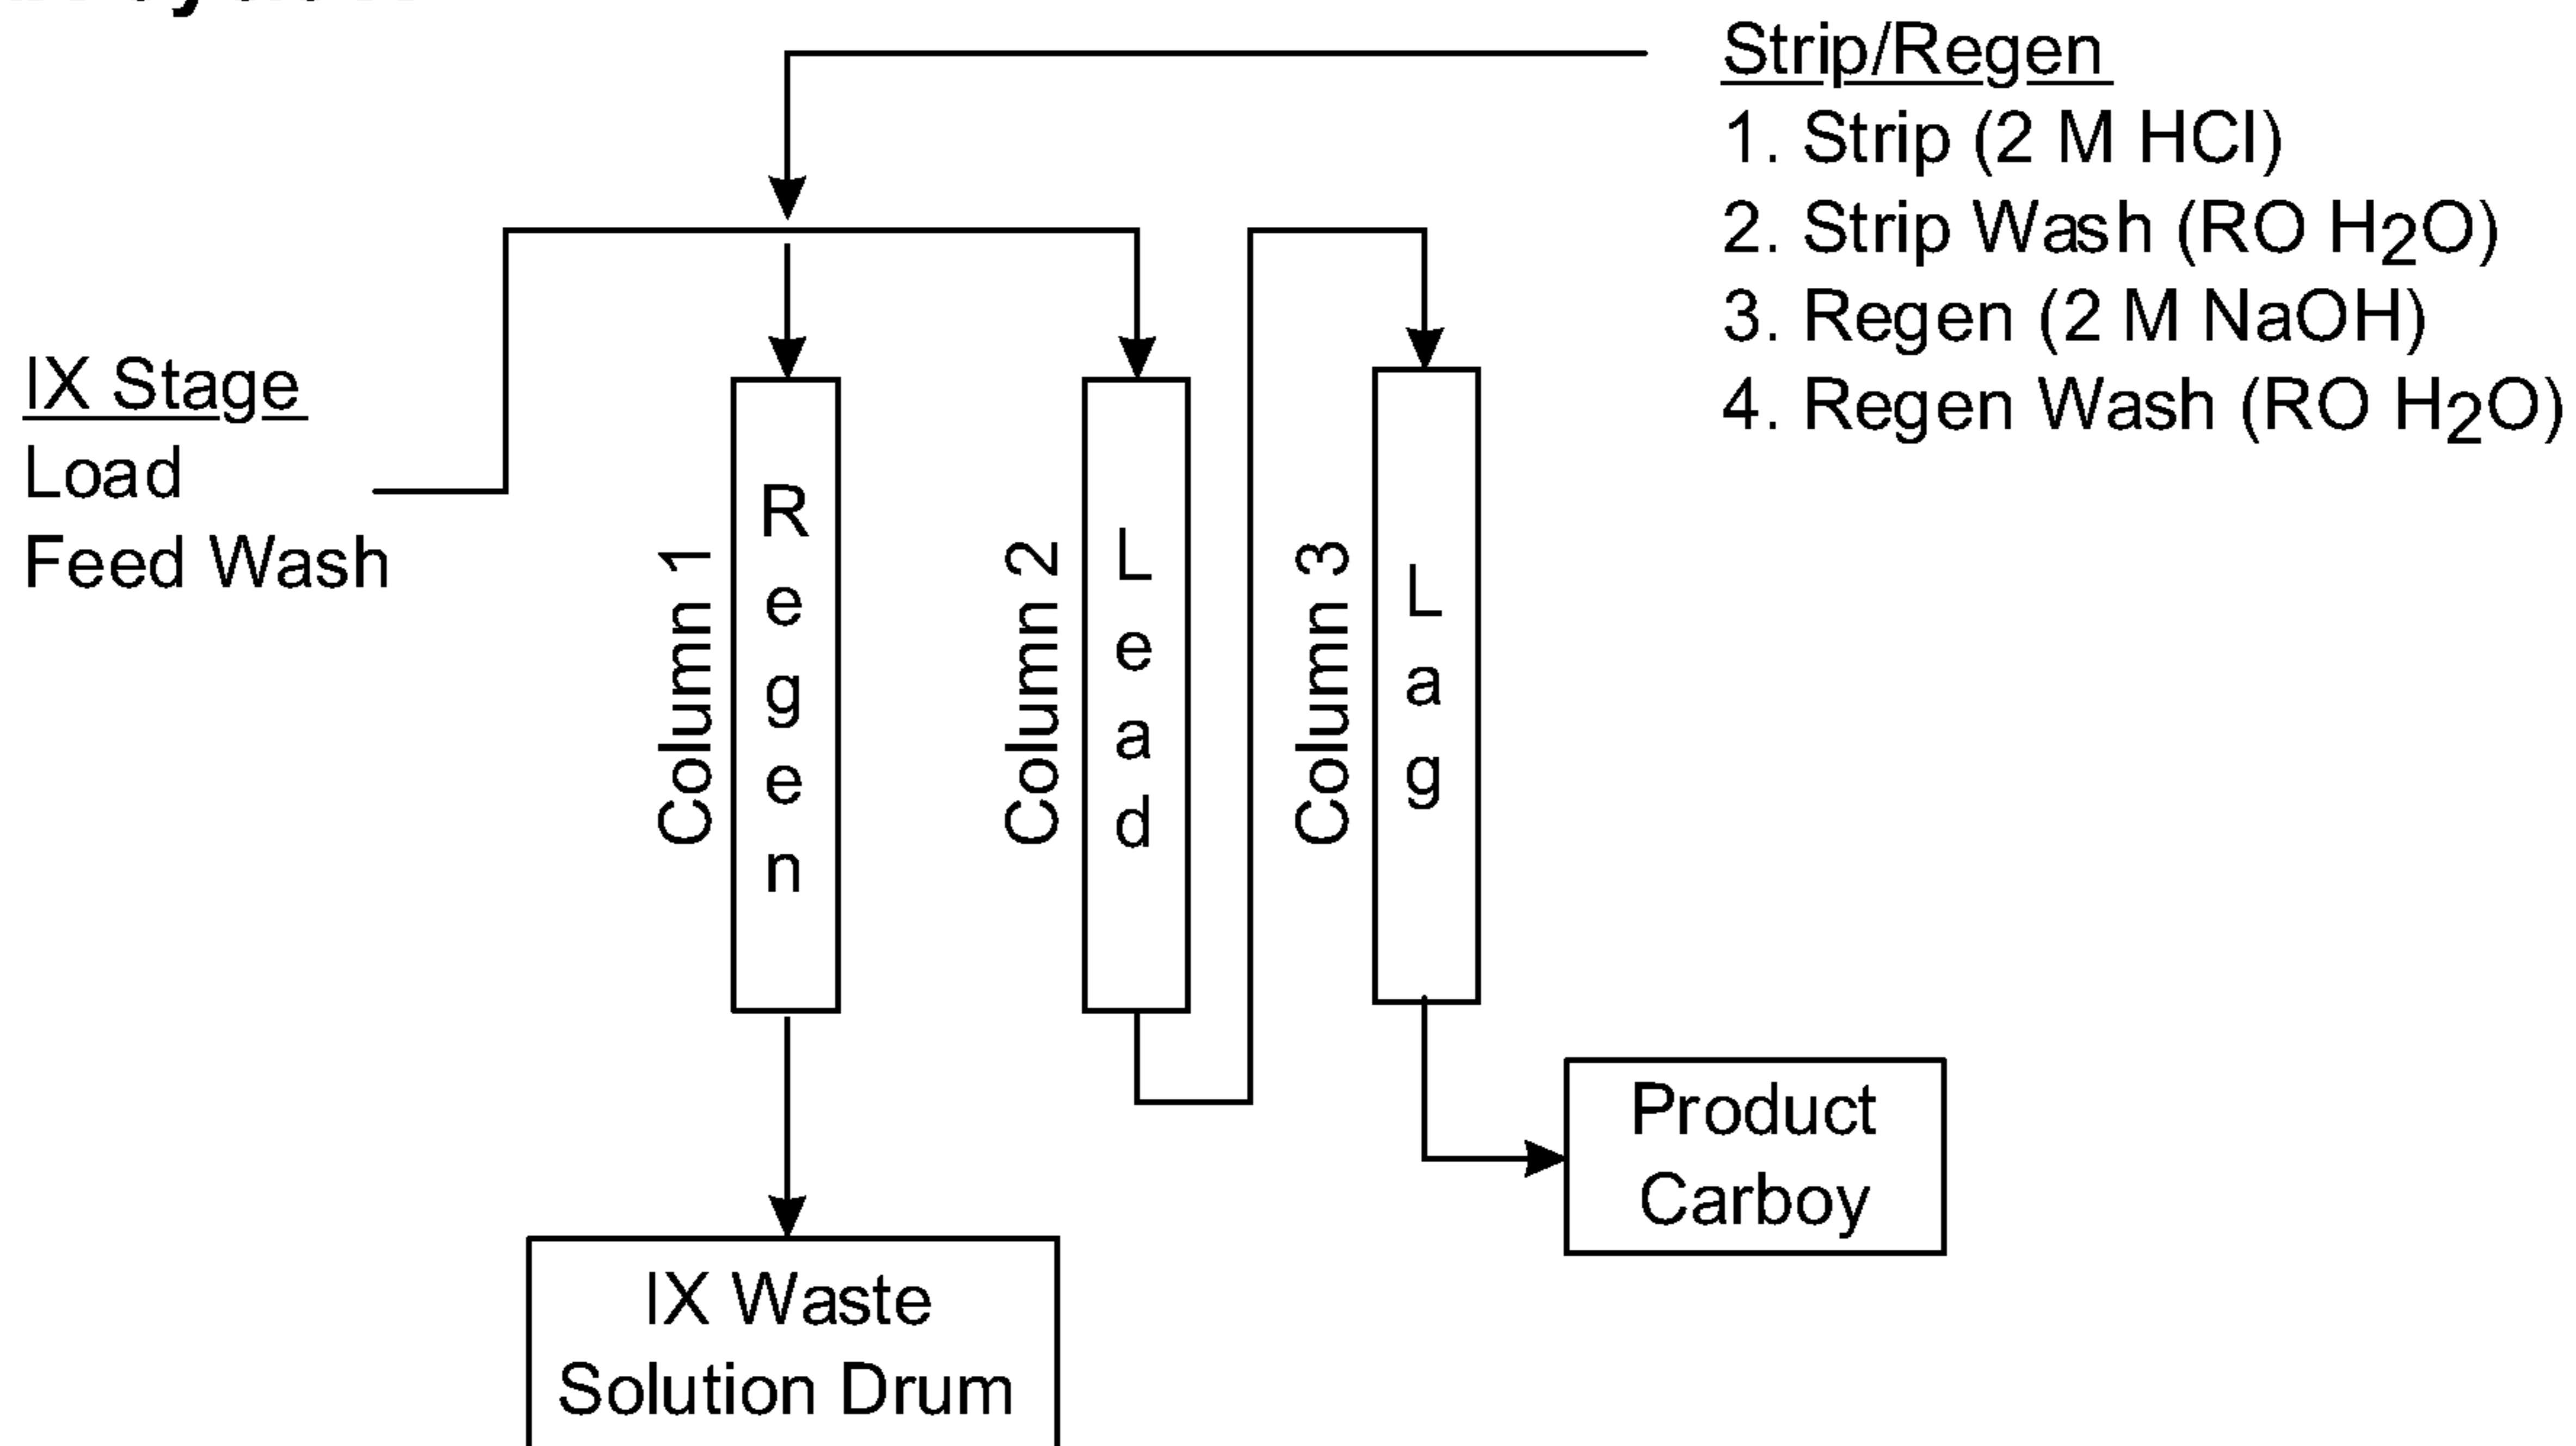 Strip/Regen
1. Strip (2 M HCl)
2. Strip Wash (RO H2O)
3. Regen (2 M NaOH)
4. Regen Wash (RO H2O)
IX Stage
Load
Feed Wash
Column 1
Regen
Column 2
Lead
Column 3
Lag
Product
Carboy
IX Waste
Solution Drum